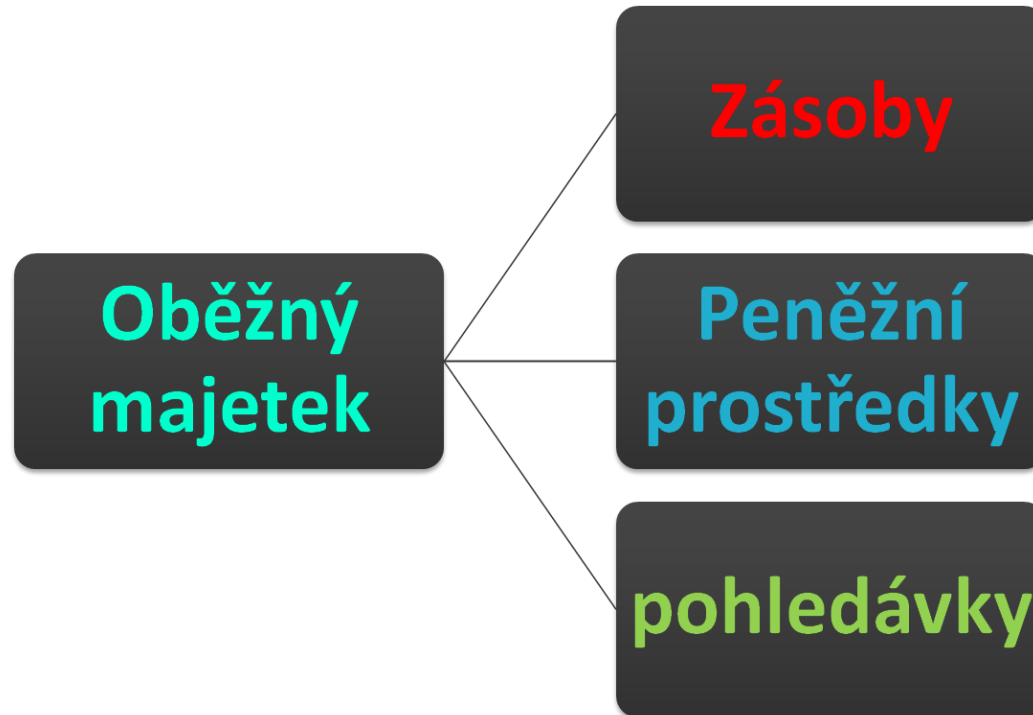 Zásoby
Oběžný
majetek
Peněžní
prostředky
pohledávky